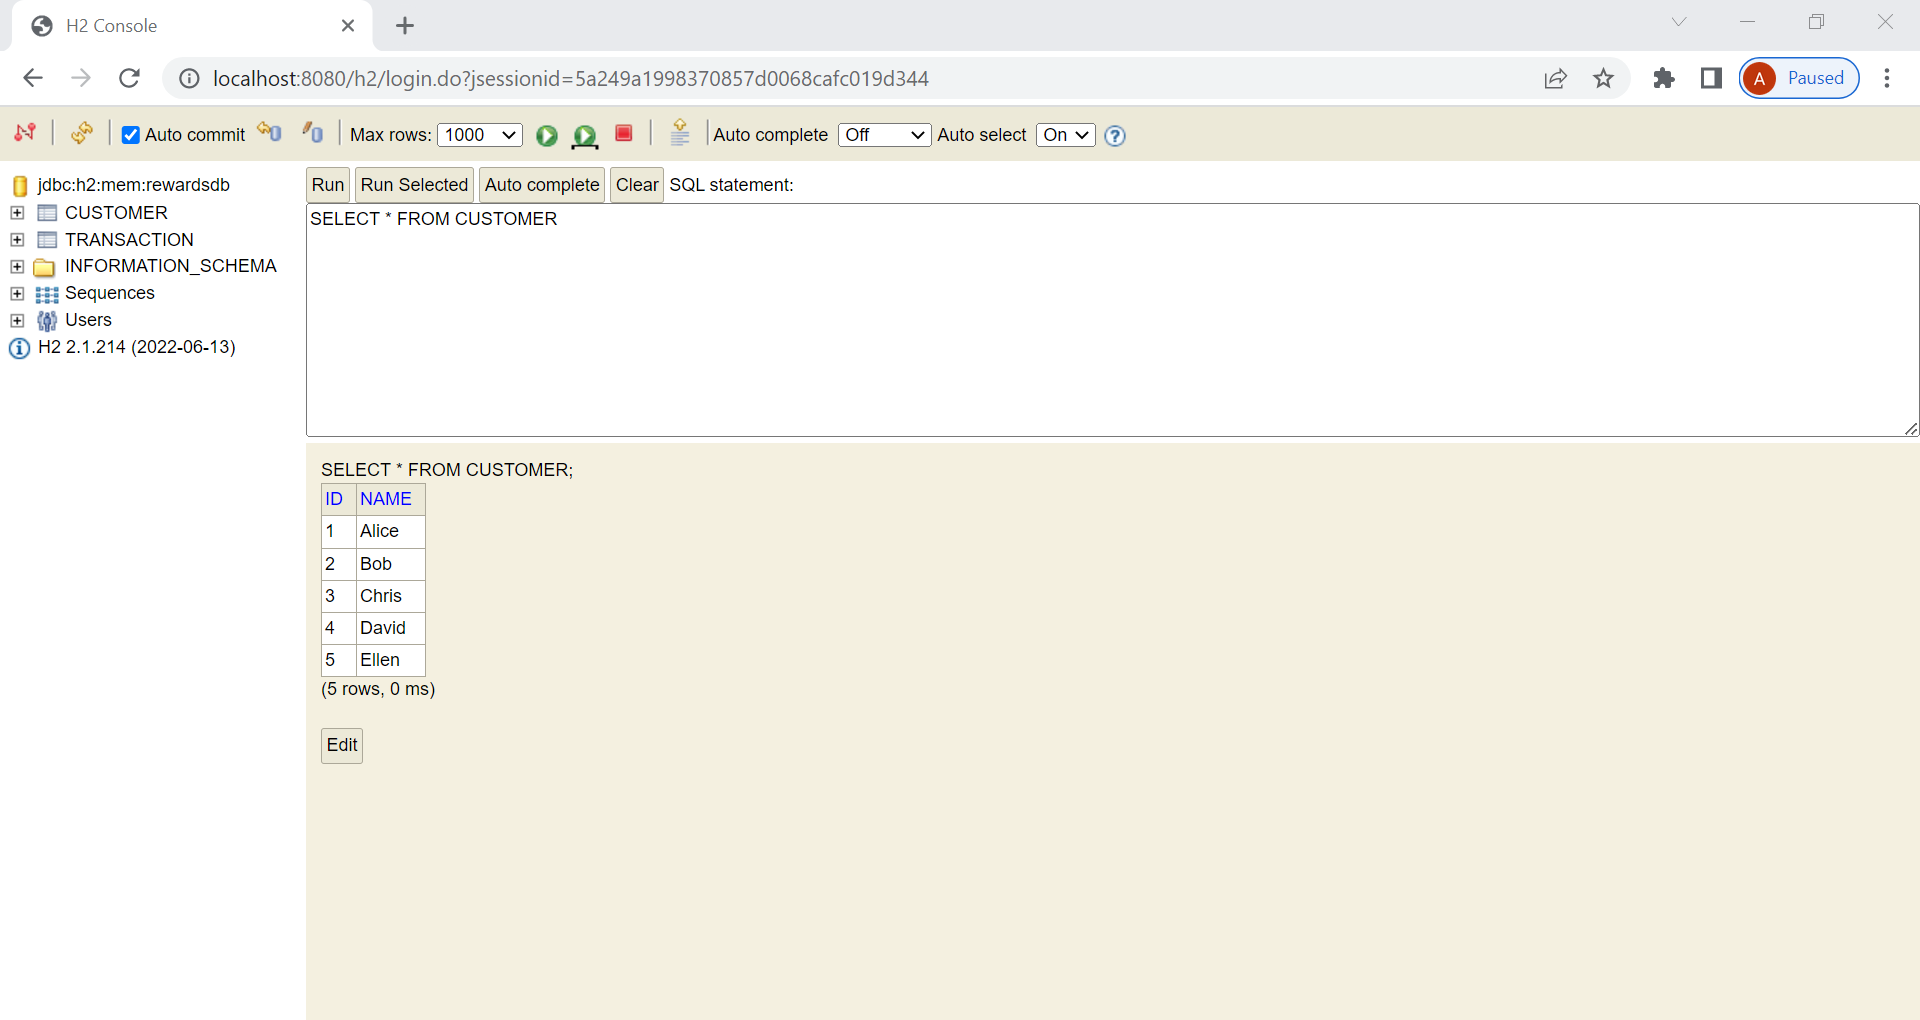 H2 Console
localhost:8080/h2/login.do?jsessionid=5a249a1998370857d0068cafc019d344
A Paused
Auto commit Max rows: 1000 Auto complete Off Auto select On ?
jdbc:h2:mem:rewardsdb
CUSTOMER
TRANSACTION
INFORMATION_SCHEMA
Sequences
Users
H2 2.1.214 (2022-06-13)
Run Run Selected Auto complete Clear SQL statement:
SELECT * FROM CUSTOMER
SELECT * FROM CUSTOMER;
ID NAME
1 Alice
2 Bob
3 Chris
4 David
5 Ellen
(5 rows, 0 ms)
Edit